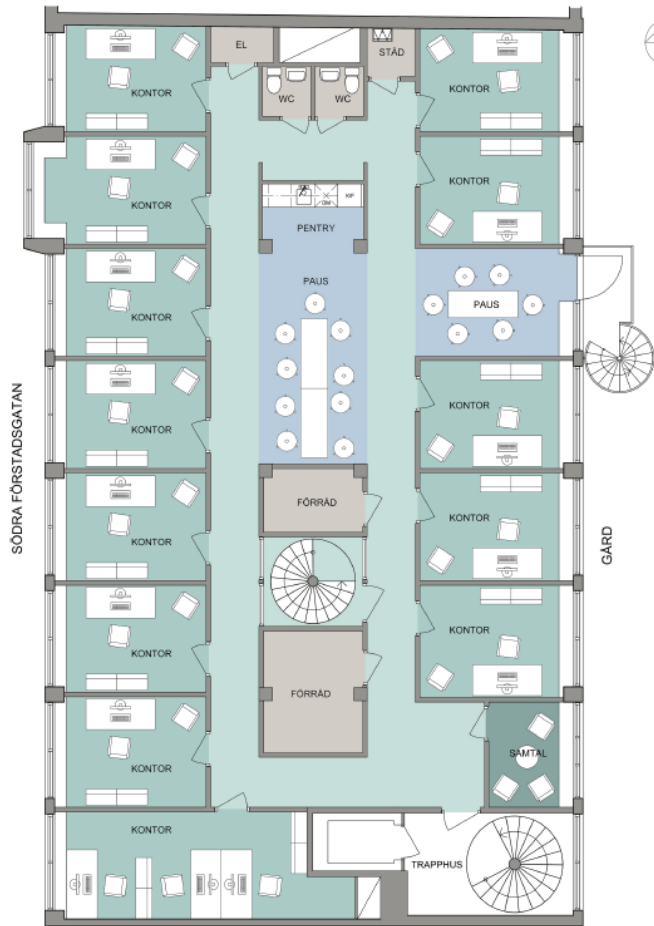 EL
STÄD
KONTOR
KONTOR
WC
WC
KONTOR
KONTOR
K/F
DM
PENTRY
PAUS
KONTOR
PAUS
KONTOR
KONTOR
SÖDRA FÖRSTADSGATAN
FÖRRÅD
KONTOR
KONTOR
GÅRD
KONTOR
KONTOR
FÖRRÅD
SAMTAL
KONTOR
KONTOR
TRAPPHUS